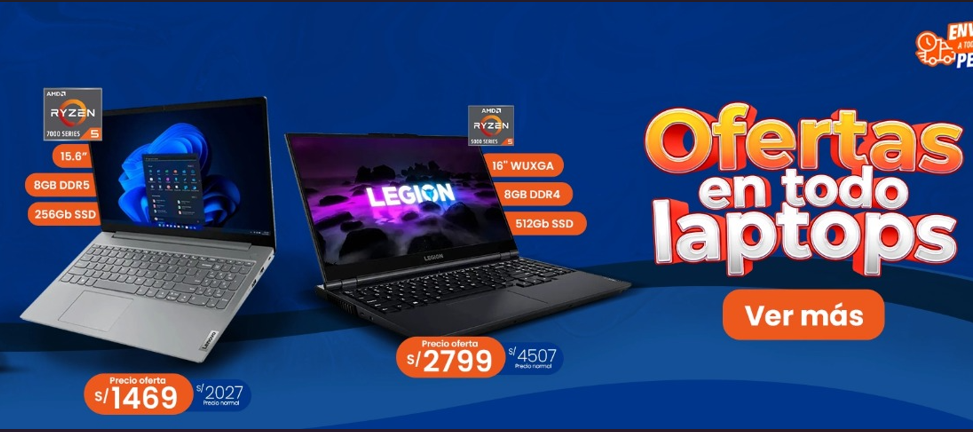 AMD
RYZEN
7000 SERIES 5
15.6"
8GB DDR5
256Gb SSD
Lenovo
Precio oferta
S/1469
S/2027
Precio normal
AMD
RYZEN
5000 SERIES 5
16" WUXGA
8GB DDR4
512Gb SSD
LEGION
LEGION
Precio oferta
S/2799
S/4507
Precio normal
Ofertas
en todo
laptops
Ver más
ENV
A TO
PE